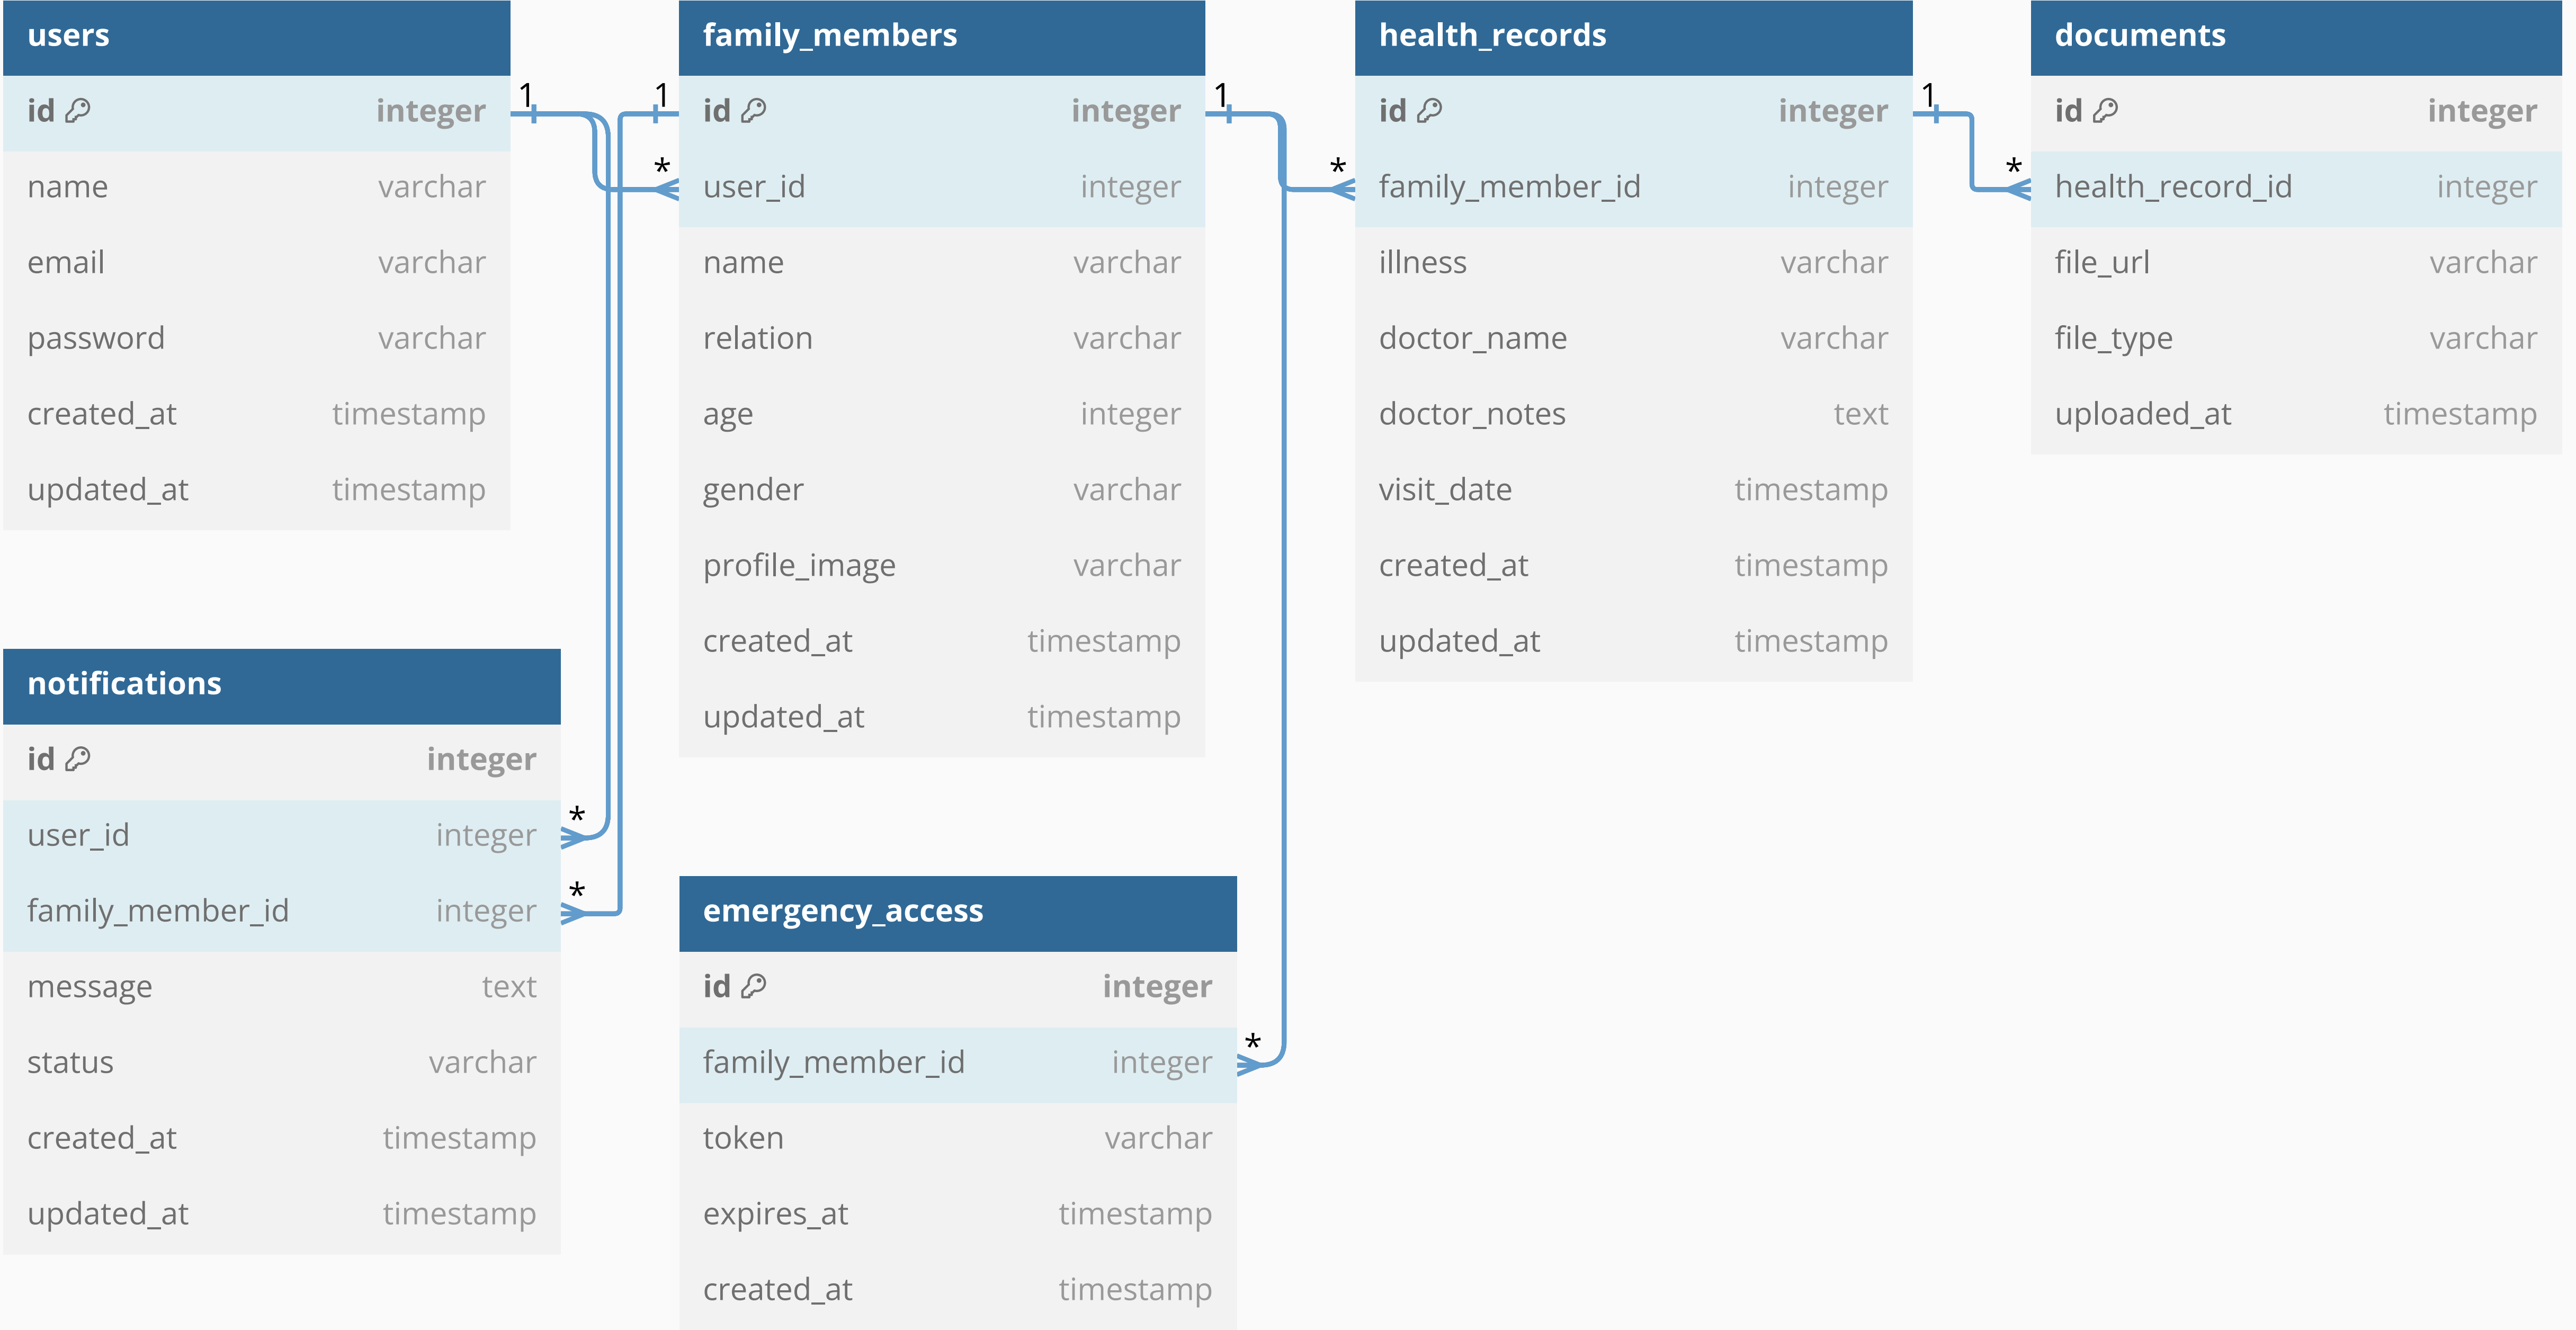 users
id integer
name varchar
email varchar
password varchar
created_at timestamp
updated_at timestamp
1
1
*
family_members
id integer
user_id integer
name varchar
relation varchar
age integer
gender varchar
profile_image varchar
created_at timestamp
updated_at timestamp
1
*
health_records
id integer
family_member_id integer
illness varchar
doctor_name varchar
doctor_notes text
visit_date timestamp
created_at timestamp
updated_at timestamp
1
*
documents
id integer
health_record_id integer
file_url varchar
file_type varchar
uploaded_at timestamp
notifications
id integer
user_id integer
family_member_id integer
message text
status varchar
created_at timestamp
updated_at timestamp
*
*
emergency_access
id integer
family_member_id integer
token varchar
expires_at timestamp
created_at timestamp
*